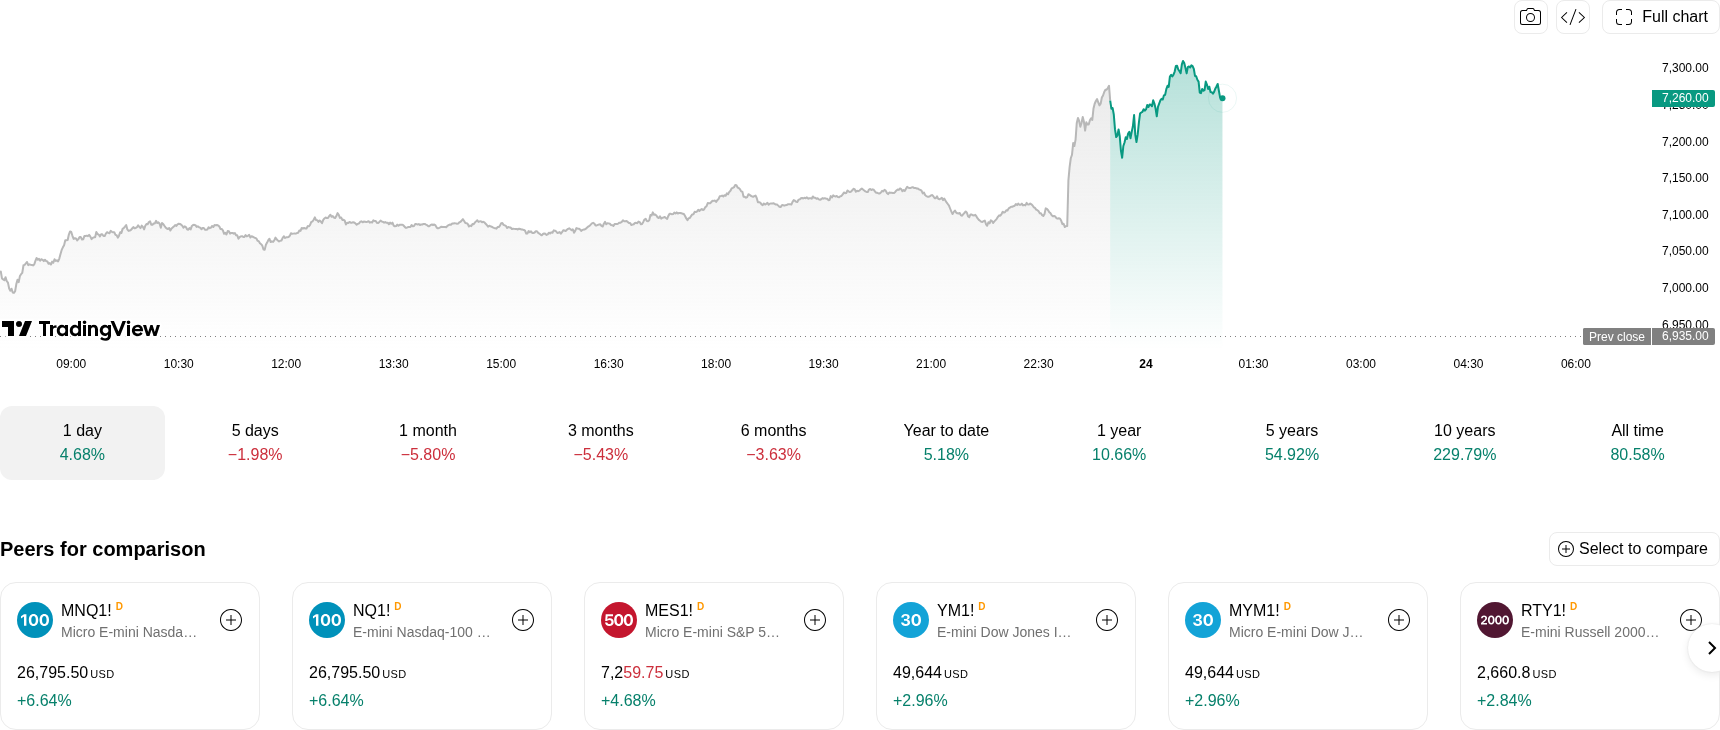 Full chart
7,300.00
7,260.00
7,200.00
7,150.00
7,100.00
7,050.00
7,000.00
6,950.00
Prev close 6,935.00
TradingView
09:00 10:30 12:00 13:30 15:00 16:30 18:00 19:30 21:00 22:30 24 01:30 03:00 04:30 06:00
1 day 5 days 1 month 3 months 6 months Year to date 1 year 5 years 10 years All time
4.68% −1.98% −5.80% −5.43% −3.63% 5.18% 10.66% 54.92% 229.79% 80.58%
Peers for comparison
Select to compare
100 MNQ1! D
Micro E-mini Nasda…
26,795.50 USD
+6.64%
100 NQ1! D
E-mini Nasdaq-100 …
26,795.50 USD
+6.64%
500 MES1! D
Micro E-mini S&P 5…
7,259.75 USD
+4.68%
30 YM1! D
E-mini Dow Jones I…
49,644 USD
+2.96%
30 MYM1! D
Micro E-mini Dow J…
49,644 USD
+2.96%
2000 RTY1! D
E-mini Russell 2000…
2,660.8 USD
+2.84%